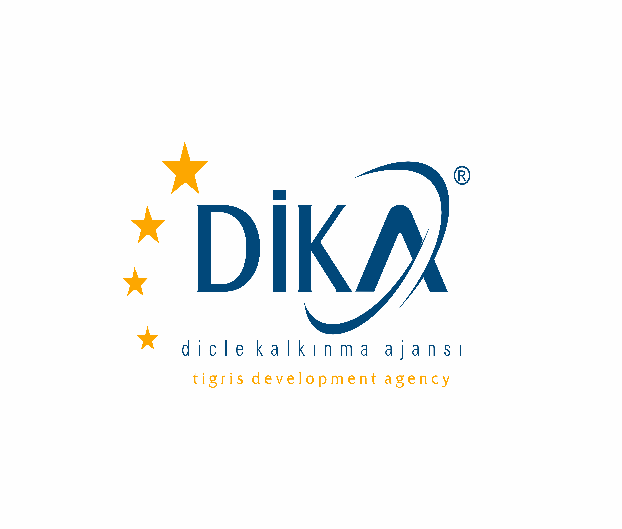 DİKA®
dicle kalkınma ajansı
tigris development agency